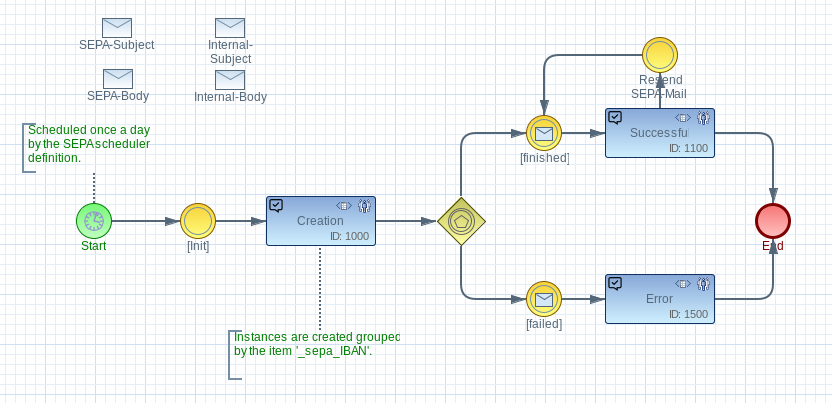 SEPA-Subject
Internal-
Subject
SEPA-Body
Internal-Body
Scheduled once a day
by the SEPAscheduler
definition.
Start
[Init]
Creation
ID: 1000
Instances are created grouped
by the item '_sepa_IBAN'.
Resend
SEPA-Mail
[finished]
Successful
ID: 1100
[failed]
Error
ID: 1500
End